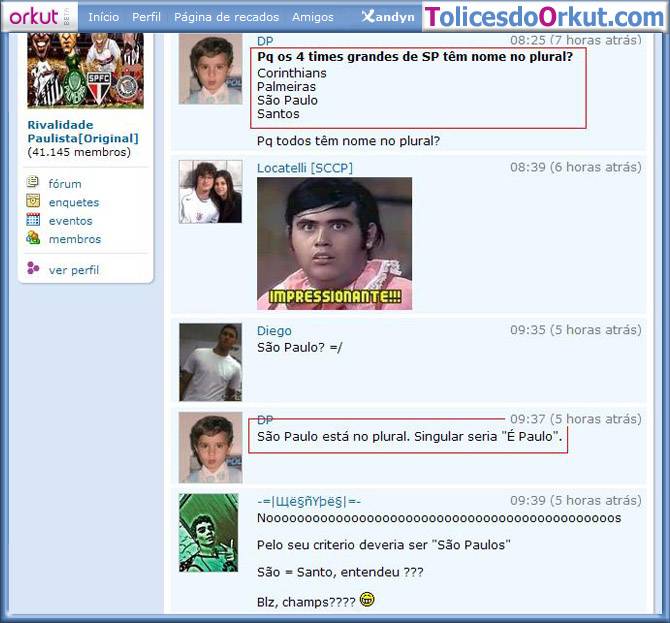 orkut BETA
Início Perfil Página de recados Amigos Xandyn TolicesdoOrkut.com
SPFC
Rivalidade
Paulista[Original]
(41.145 membros)
fórum
enquetes
eventos
membros
ver perfil
DP 08:25 (7 horas atrás)
Pq os 4 times grandes de SP têm nome no plural?
Corinthians
Palmeiras
São Paulo
Santos
Pq todos têm nome no plural?
Locatelli [SCCP] 08:39 (6 horas atrás)
IMPRESSIONANTE!!!
Diego 09:35 (5 horas atrás)
São Paulo? =/
DP 09:37 (5 horas atrás)
São Paulo está no plural. Singular seria "É Paulo".
-=|Щë§ñYþë§|=- 09:39 (5 horas atrás)
Nooooooooooooooooooooooooooooooooooooooooooooos
Pelo seu criterio deveria ser "São Paulos"
São = Santo, entendeu ???
Blz, champs????